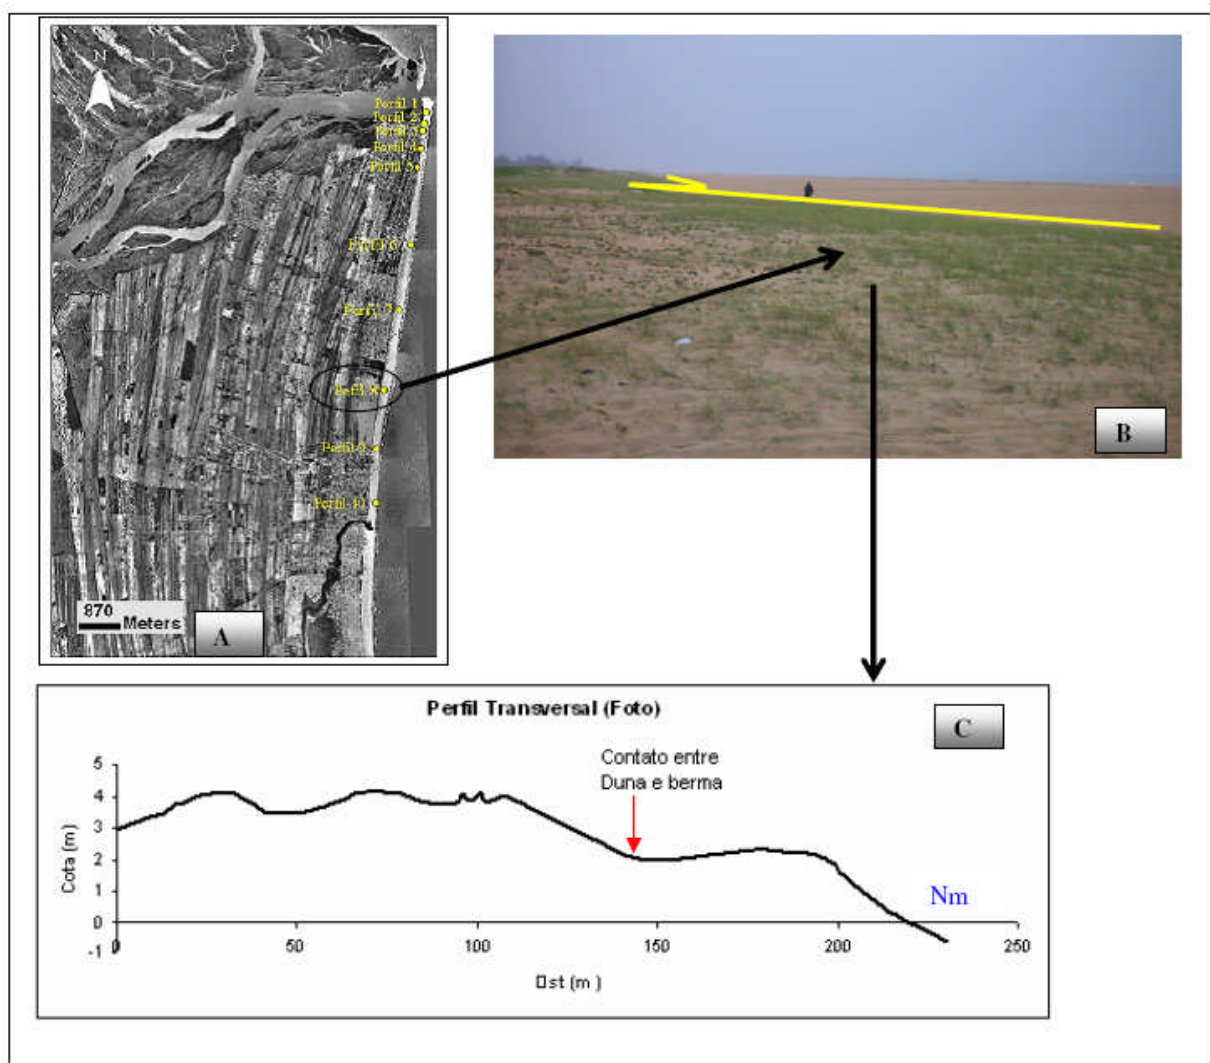 N
Perfil 1
Perfil 2
Perfil 3
Perfil 4
Perfil 5
Perfil 6
Perfil 7
Perfil 8
Perfil 9
Perfil 10
870
Meters
A
B
Perfil Transversal (Foto)
C
Contato entre
Duna e berma
Cota (m)
5
4
3
2
1
0
-1
0
50
100
150
200
250
Nm
st (m )